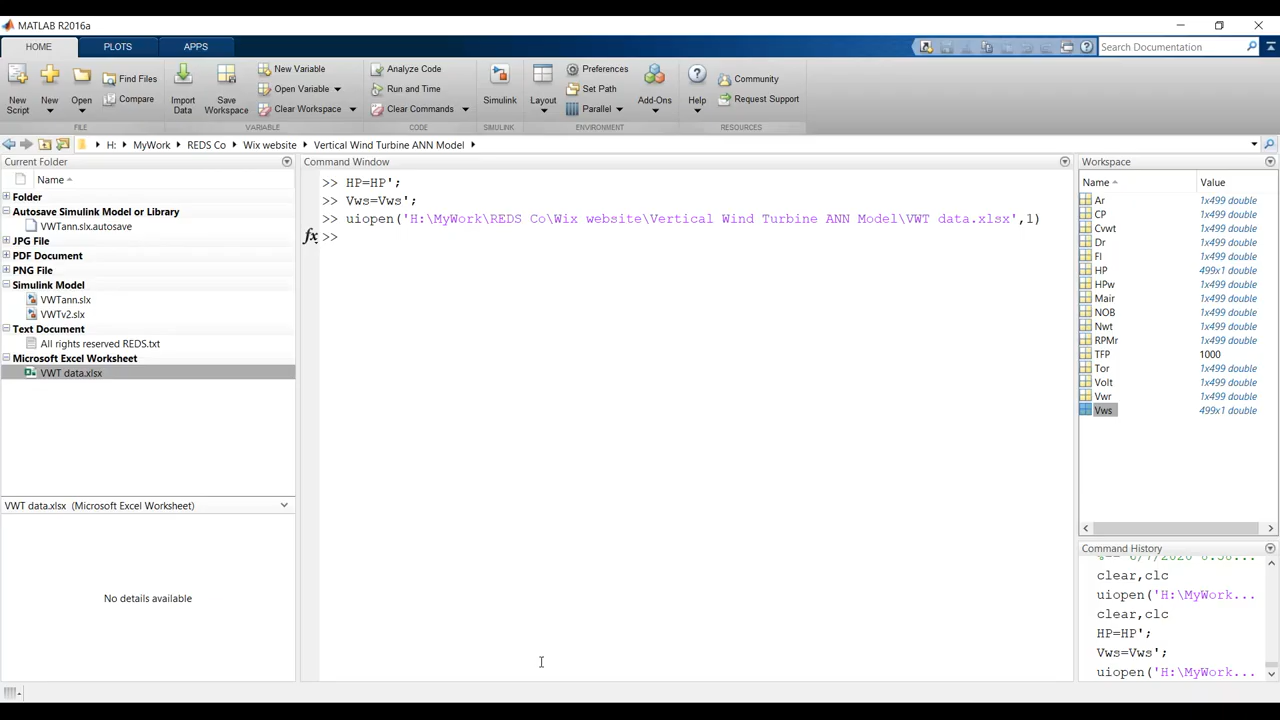 MATLAB R2016a
HOME PLOTS APPS
Search Documentation
New Script
New
Open
Find Files
Compare
Import Data
Save Workspace
New Variable
Open Variable
Clear Workspace
Analyze Code
Run and Time
Clear Commands
Simulink
Layout
Preferences
Set Path
Parallel
Add-Ons
Help
Community
Request Support
FILE VARIABLE CODE SIMULINK ENVIRONMENT RESOURCES
H: MyWork REDS Co Wix website Vertical Wind Turbine ANN Model
Current Folder
Name
Folder
Autosave Simulink Model or Library
VWTann.slx.autosave
JPG File
PDF Document
PNG File
Simulink Model
VWTann.slx
VWTv2.slx
Text Document
All rights reserved REDS.txt
Microsoft Excel Worksheet
VWT data.xlsx
VWT data.xlsx (Microsoft Excel Worksheet)
No details available
Command Window
>> HP=HP';
>> Vws=Vws';
>> uiopen('H:\MyWork\REDS Co\Wix website\Vertical Wind Turbine ANN Model\VWT data.xlsx',1)
fx >>
Workspace
Name Value
Ar 1x499 double
CP 1x499 double
Cvwt 1x499 double
Dr 1x499 double
FI 1x499 double
HP 499x1 double
HPw 1x499 double
Mair 1x499 double
NOB 1x499 double
Nwt 1x499 double
RPMr 1x499 double
TFP 1000
Tor 1x499 double
Volt 1x499 double
Vwr 1x499 double
Vws 499x1 double
Command History
clear,clc
uiopen('H:\MyWork...
clear,clc
HP=HP';
Vws=Vws';
uiopen('H:\MyWork...